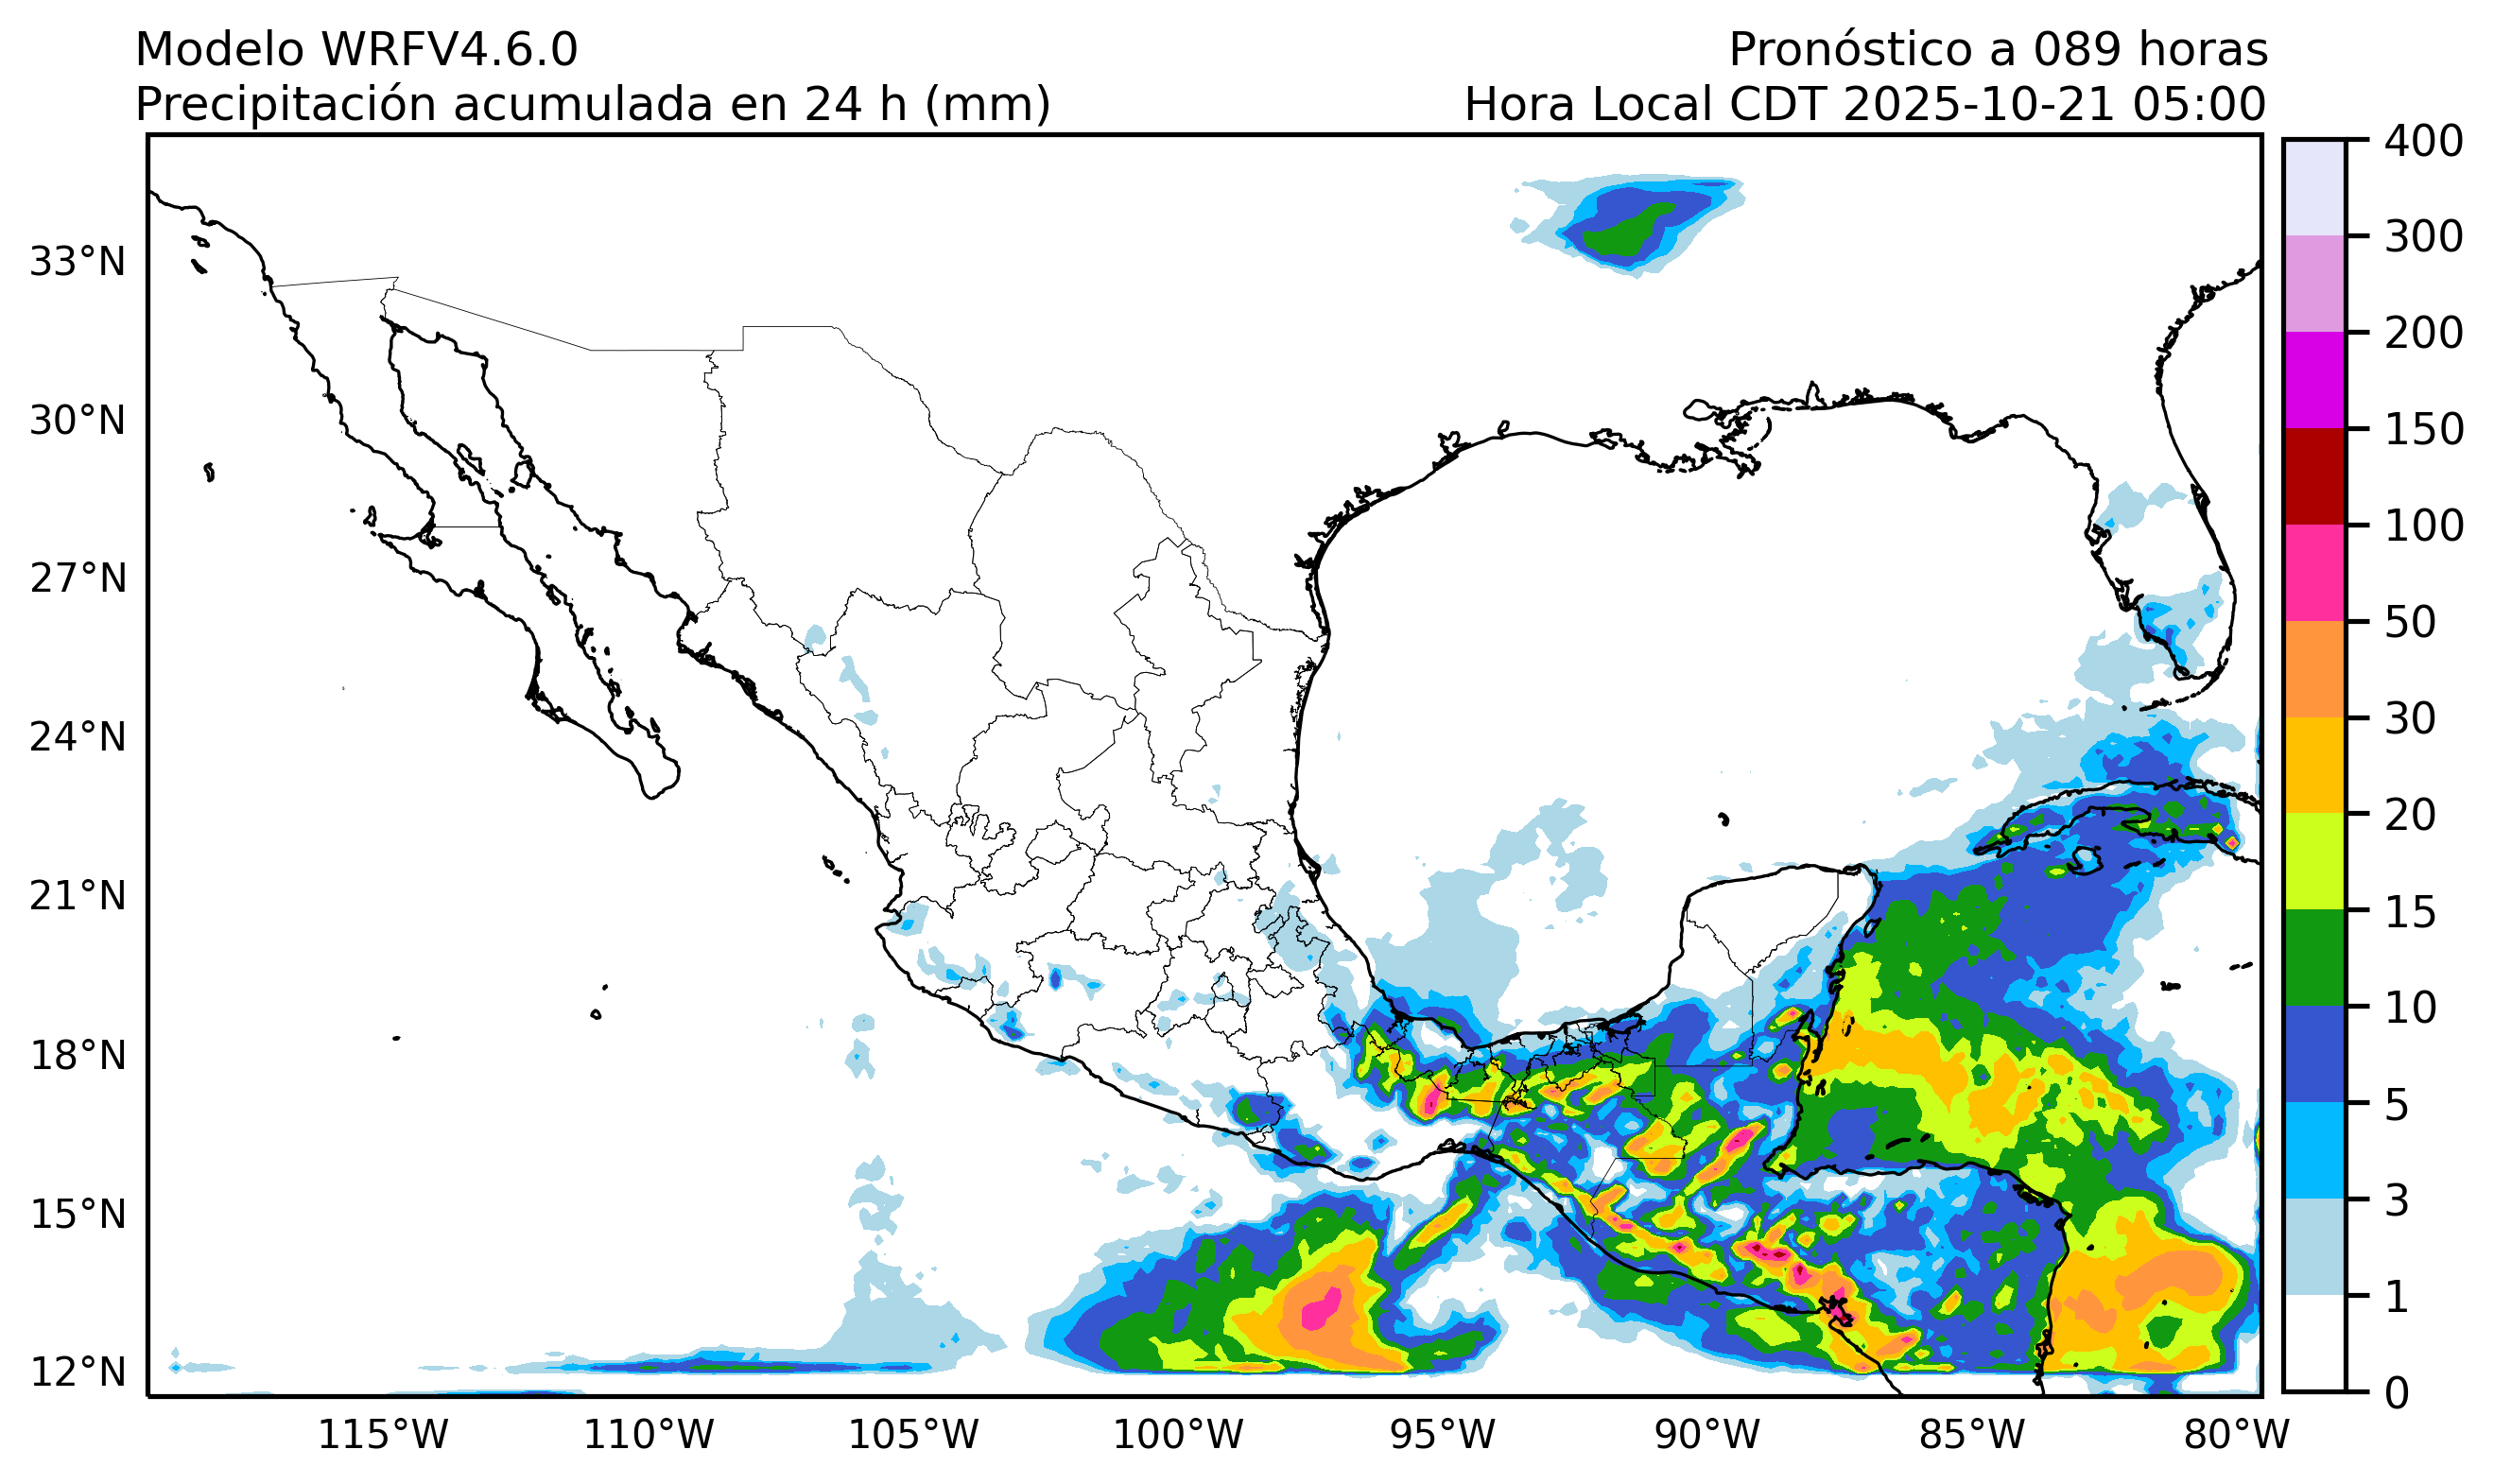 Modelo WRFV4.6.0
Pronóstico a 089 horas
Precipitación acumulada en 24 h (mm)
Hora Local CDT 2025-10-21 05:00
400
300
200
150
100
50
30
20
15
10
5
3
1
0
33°N
30°N
27°N
24°N
21°N
18°N
15°N
12°N
115°W
110°W
105°W
100°W
95°W
90°W
85°W
80°W